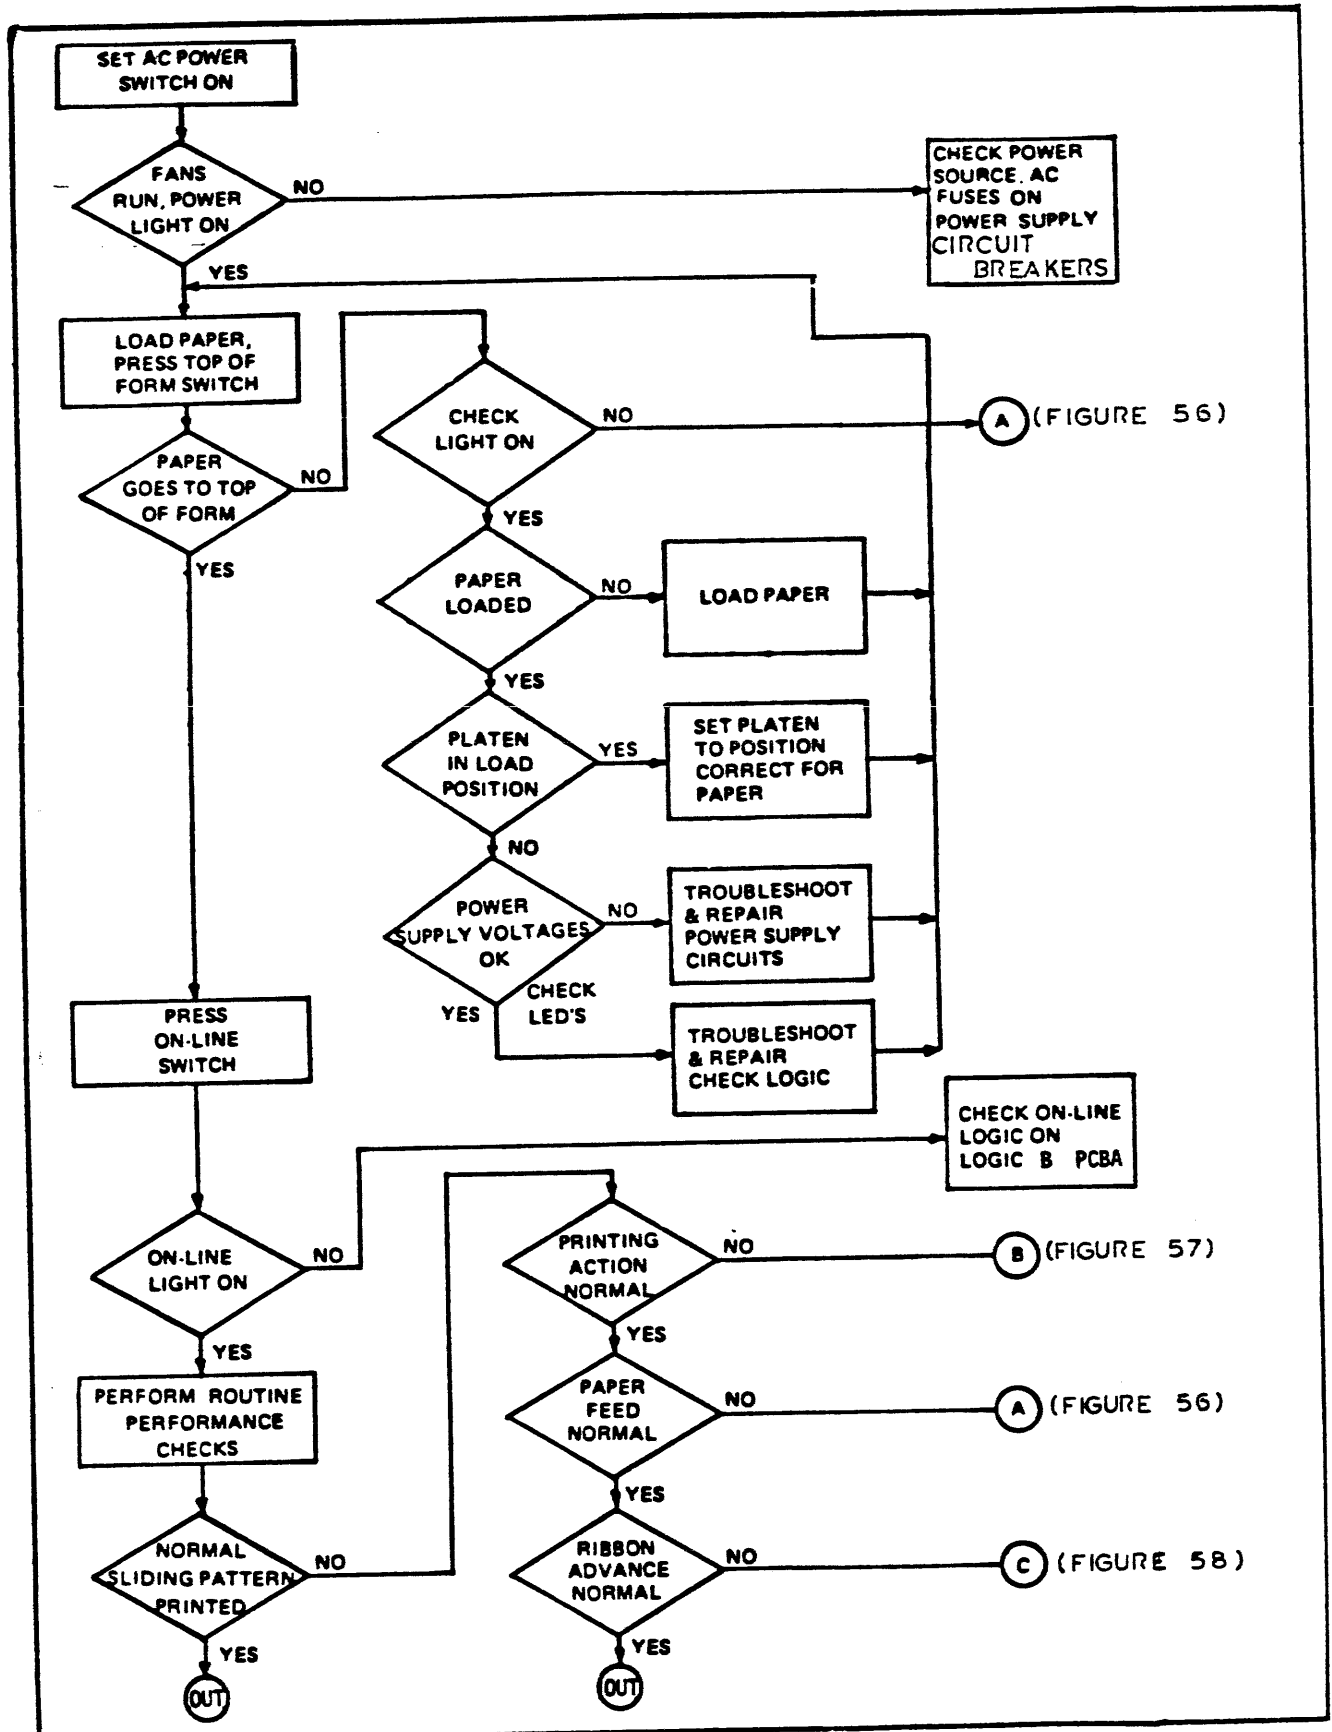 SET AC POWER
SWITCH ON
FANS
RUN, POWER
LIGHT ON
NO
CHECK POWER
SOURCE, AC
FUSES ON
POWER SUPPLY
CIRCUIT
BREAKERS
YES
LOAD PAPER,
PRESS TOP OF
FORM SWITCH
PAPER
GOES TO TOP
OF FORM
NO
YES
CHECK
LIGHT ON
NO
A (FIGURE 56)
YES
PAPER
LOADED
NO
LOAD PAPER
YES
PLATEN
IN LOAD
POSITION
YES
SET PLATEN
TO POSITION
CORRECT FOR
PAPER
NO
POWER
SUPPLY VOLTAGES
OK
NO
TROUBLESHOOT
& REPAIR
POWER SUPPLY
CIRCUITS
YES
CHECK
LED'S
TROUBLESHOOT
& REPAIR
CHECK LOGIC
PRESS
ON-LINE
SWITCH
ON-LINE
LIGHT ON
NO
CHECK ON-LINE
LOGIC ON
LOGIC B PCBA
YES
PERFORM ROUTINE
PERFORMANCE
CHECKS
NORMAL
SLIDING PATTERN
PRINTED
NO
YES
OUT
PRINTING
ACTION
NORMAL
NO
B (FIGURE 57)
YES
PAPER
FEED
NORMAL
NO
A (FIGURE 56)
YES
RIBBON
ADVANCE
NORMAL
NO
C (FIGURE 58)
YES
OUT